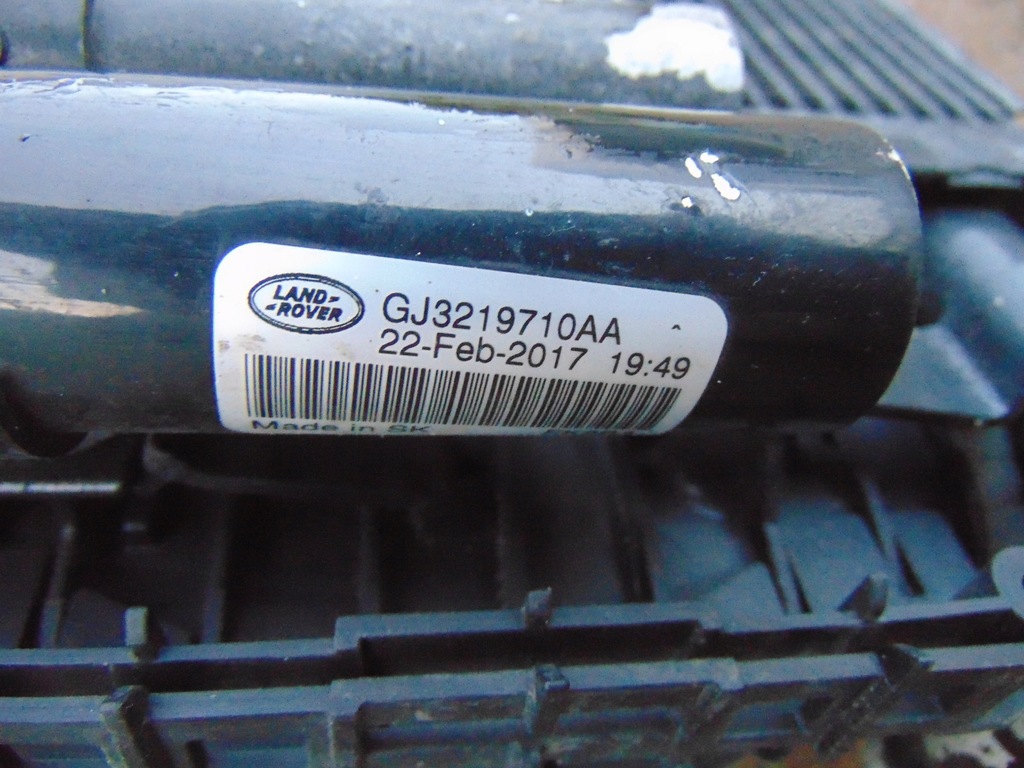 LAND-
-ROVER
GJ3219710AA
22-Feb-2017 19:49
Made in SK